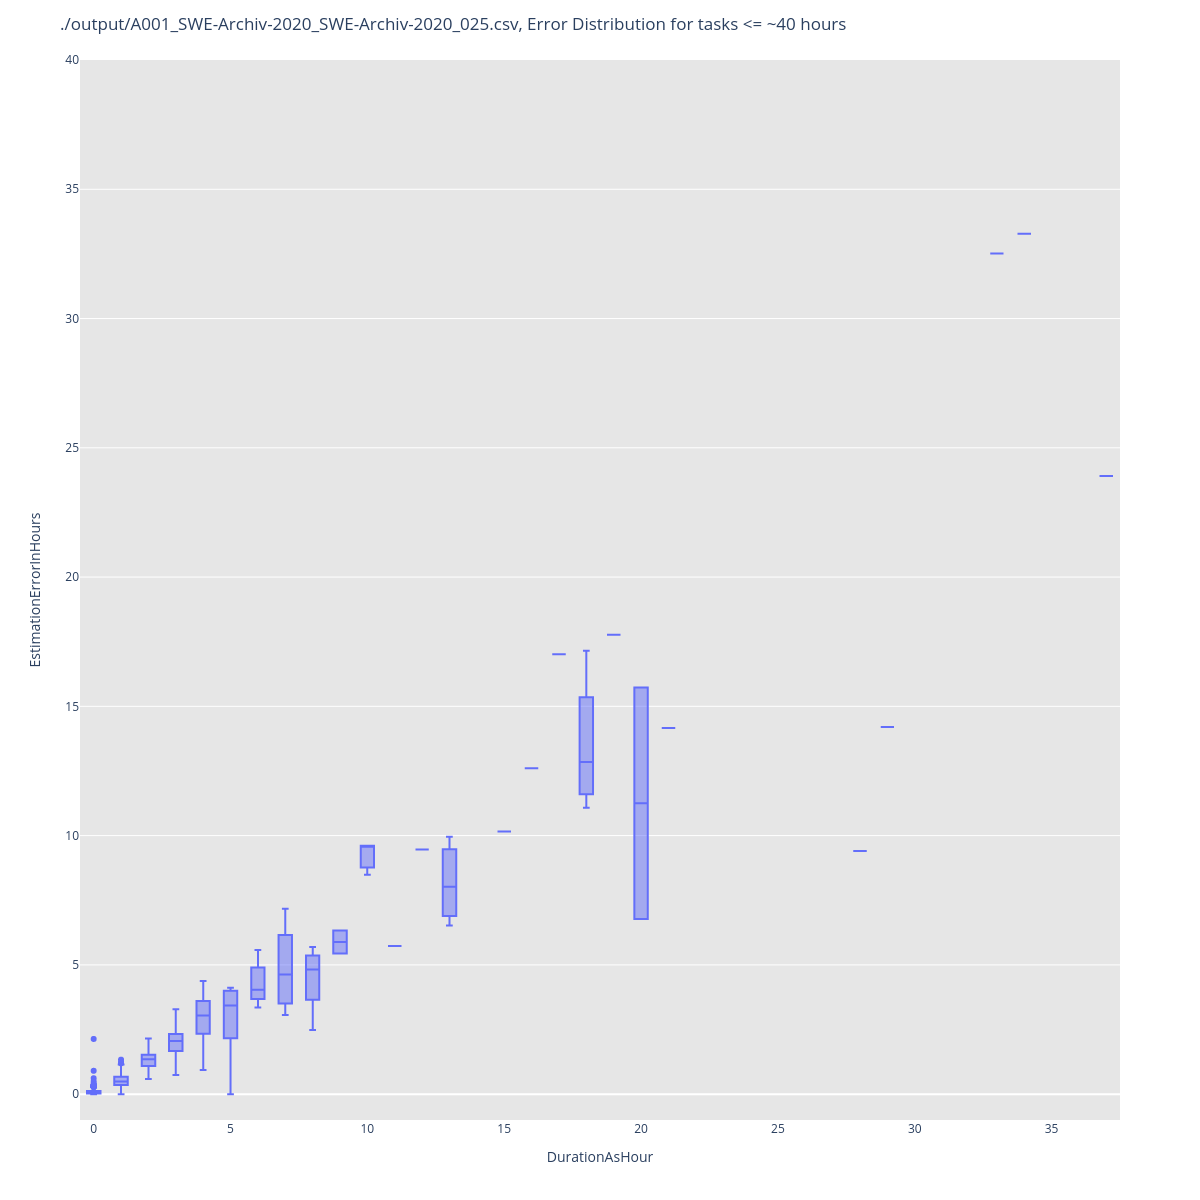 ./output/A001_SWE-Archiv-2020_SWE-Archiv-2020_025.csv, Error Distribution for tasks <= ~40 hours
40
35
30
25
20
15
10
5
0
EstimationErrorInHours
0 5 10 15 20 25 30 35
DurationAsHour